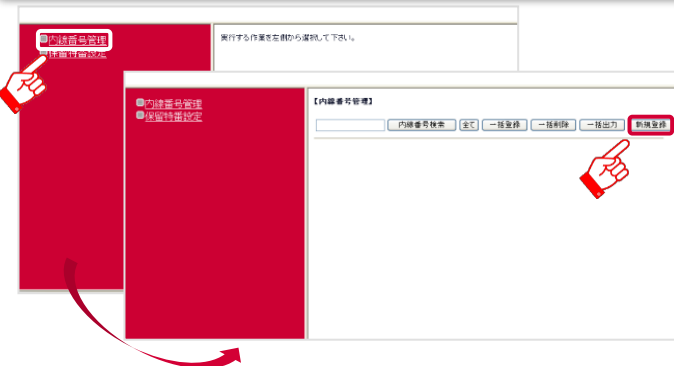 内線番号管理
保留特番設定
実行する作業を左側から選択して下さい。
内線番号管理
保留特番設定
【内線番号管理】
内線番号検索 全て 一括登録 一括削除 一括出力 新規登録